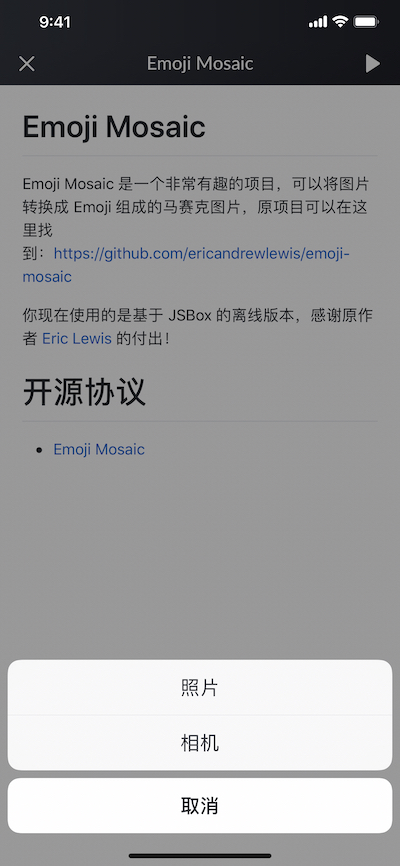 9:41
Emoji Mosaic
Emoji Mosaic
Emoji Mosaic 是一个非常有趣的项目，可以将图片
转换成 Emoji 组成的马赛克图片，原项目可以在这
里找
到：https://github.com/ericandrewlewis/emoji-
mosaic
你现在使用的是基于 JSBox 的离线版本，感谢原作
者 Eric Lewis 的付出！
开源协议
• Emoji Mosaic
照片
相机
取消